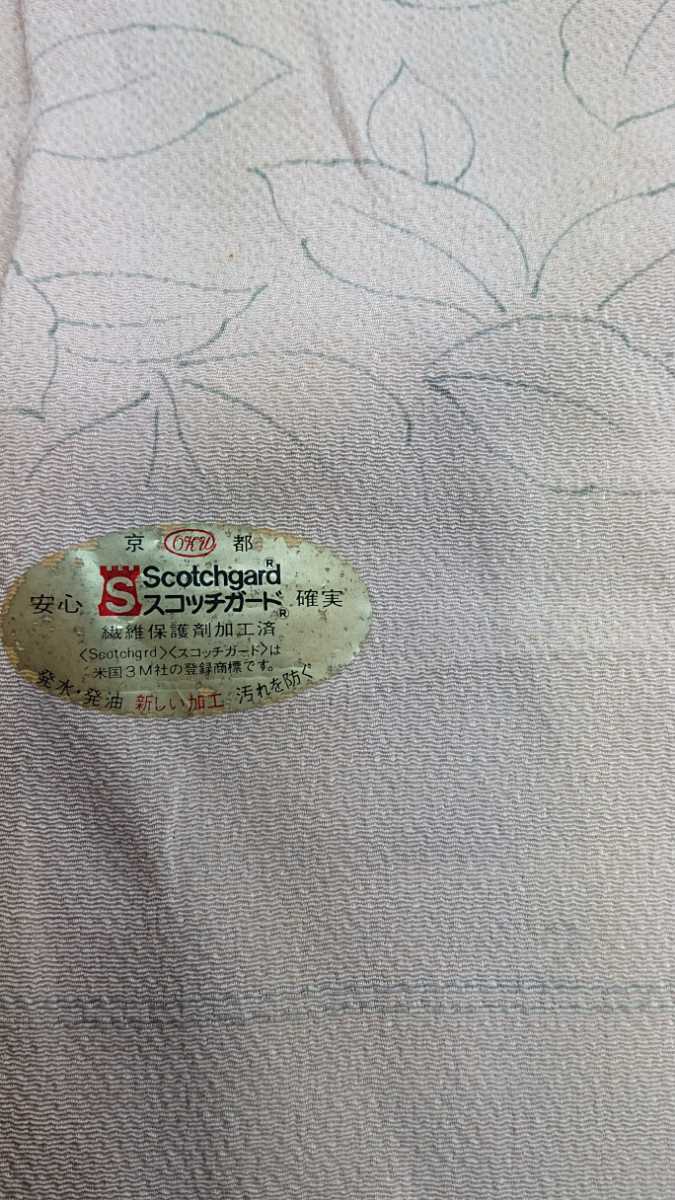 京 OKU 都
Scotchgard®
安心 S スコッチガード® 確実
繊維保護剤加工済
〈Scotchgrd〉〈スコッチガード〉は
米国3M社の登録商標です。
発水・発油 新しい加工 汚れを防ぐ